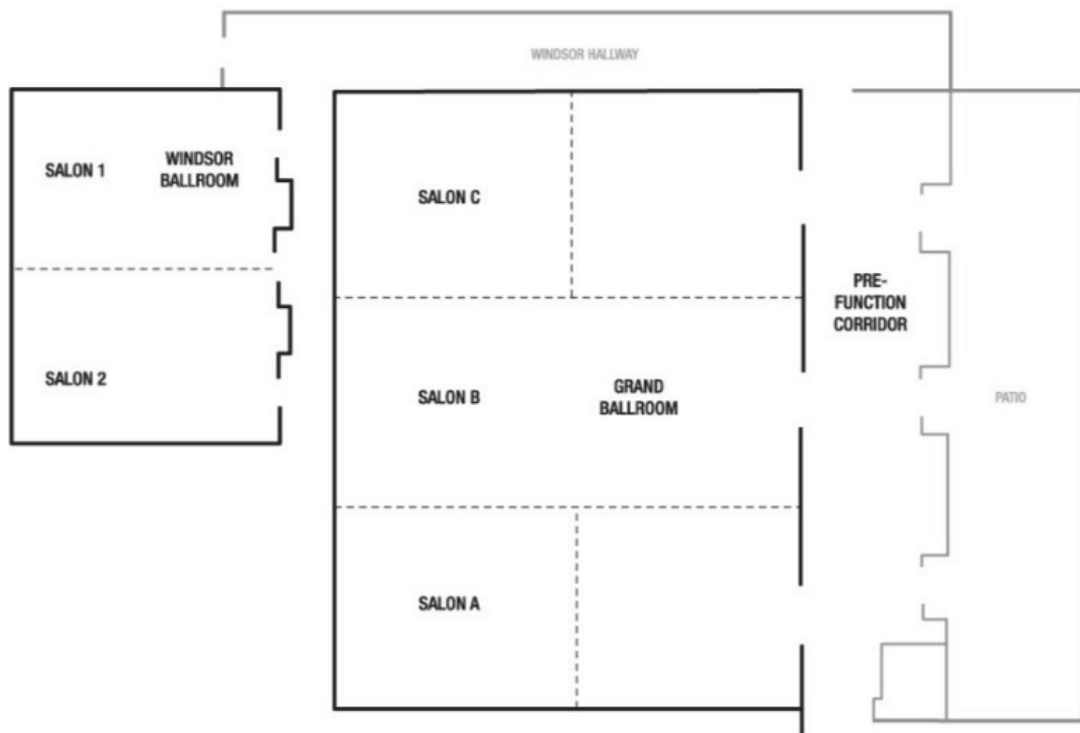 WINDSOR HALLWAY
SALON 1
WINDSOR
BALLROOM
SALON C
PRE-
FUNCTION
CORRIDOR
SALON 2
SALON B
GRAND
BALLROOM
PATIO
SALON A